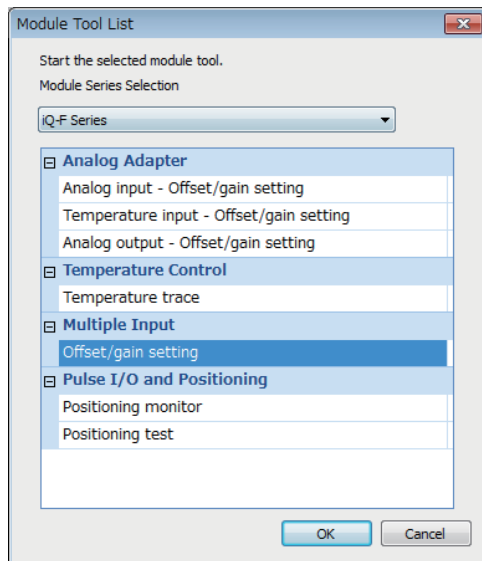 Module Tool List
Start the selected module tool.
Module Series Selection
iQ-F Series
Analog Adapter
Analog input - Offset/gain setting
Temperature input - Offset/gain setting
Analog output - Offset/gain setting
Temperature Control
Temperature trace
Multiple Input
Offset/gain setting
Pulse I/O and Positioning
Positioning monitor
Positioning test
OK
Cancel